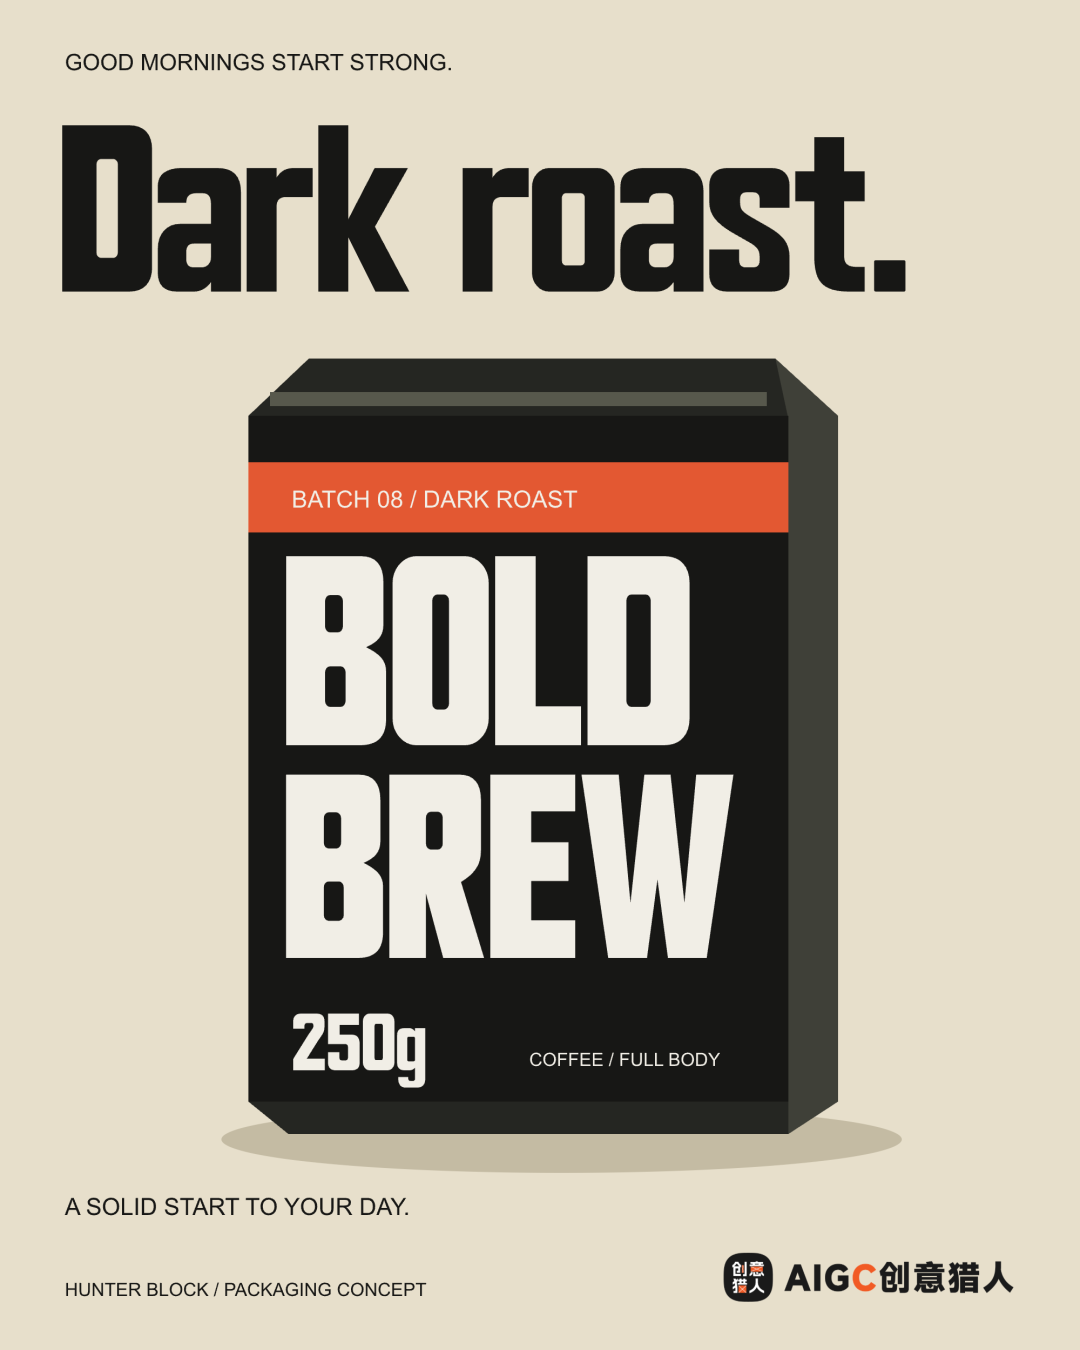 GOOD MORNINGS START STRONG.
Dark roast.
BATCH 08 / DARK ROAST
BOLD
BREW
250g
COFFEE / FULL BODY
A SOLID START TO YOUR DAY.
HUNTER BLOCK / PACKAGING CONCEPT
创意
猎人
AIGC创意猎人